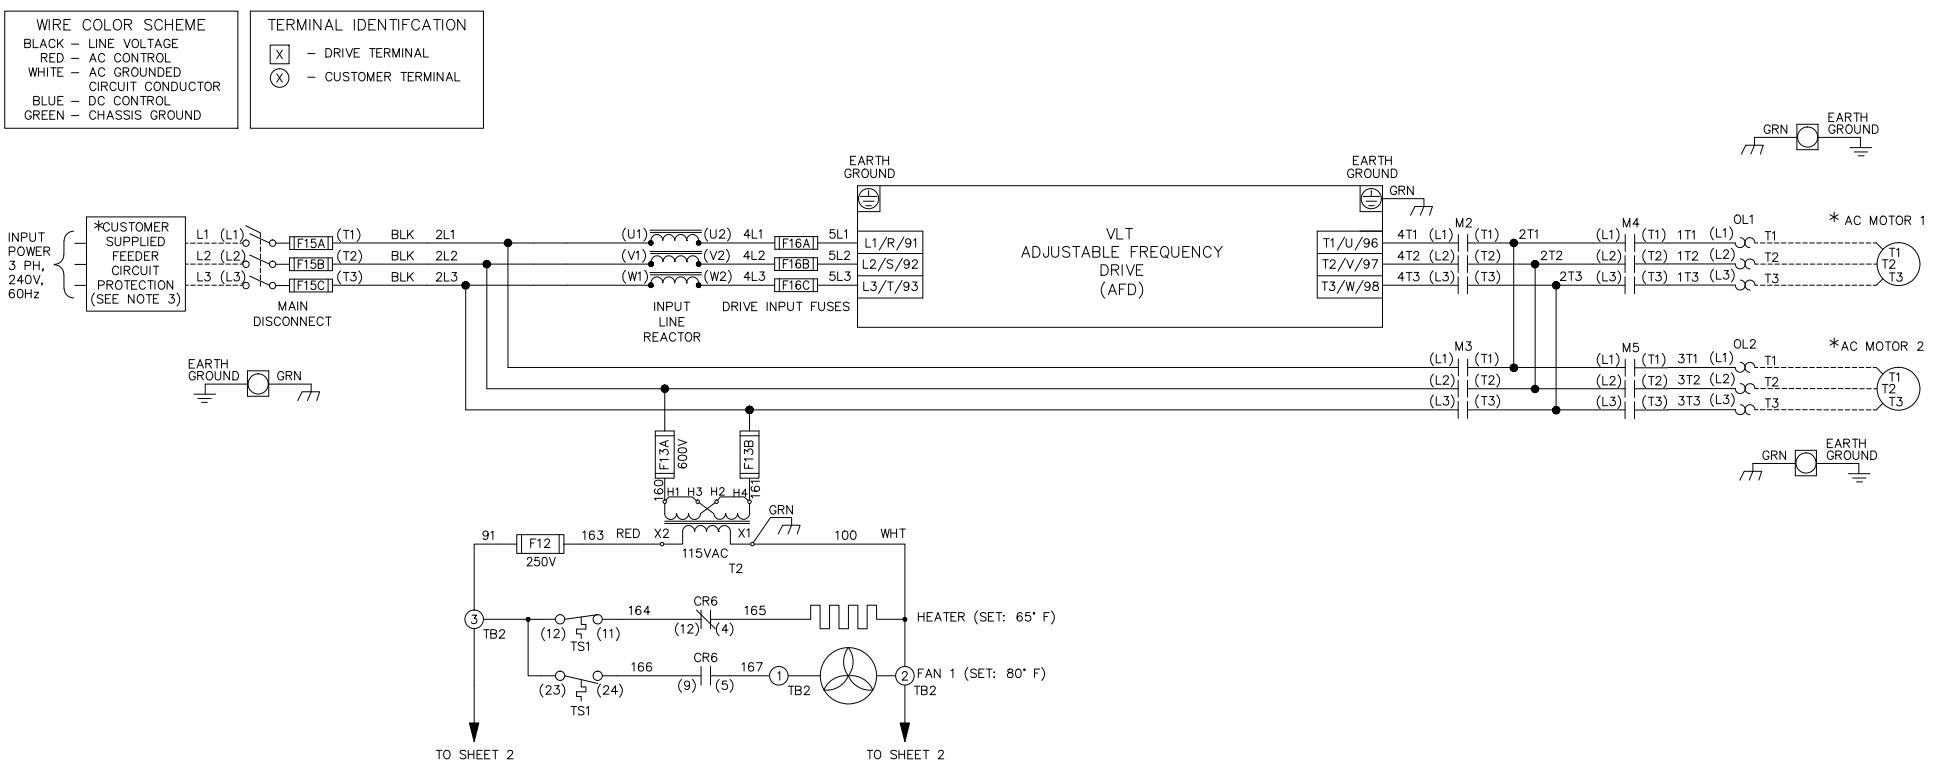 WIRE COLOR SCHEME
BLACK – LINE VOLTAGE
RED – AC CONTROL
WHITE – AC GROUNDED
CIRCUIT CONDUCTOR
BLUE – DC CONTROL
GREEN – CHASSIS GROUND
TERMINAL IDENTIFCATION
X – DRIVE TERMINAL
X – CUSTOMER TERMINAL
GRN
EARTH
GROUND
EARTH
GROUND
EARTH
GROUND
GRN
INPUT
POWER
3 PH,
240V,
60Hz
*CUSTOMER
SUPPLIED
FEEDER
CIRCUIT
PROTECTION
(SEE NOTE 3)
L1 (L1) F15A (T1) BLK 2L1 (U1) (U2) 4L1 F16A 5L1 L1/R/91
L2 (L2) F15B (T2) BLK 2L2 (V1) (V2) 4L2 F16B 5L2 L2/S/92
L3 (L3) F15C (T3) BLK 2L3 (W1) (W2) 4L3 F16C 5L3 L3/T/93
MAIN
DISCONNECT
INPUT
LINE
REACTOR
DRIVE INPUT FUSES
VLT
ADJUSTABLE FREQUENCY
DRIVE
(AFD)
M2 M4 OL1 * AC MOTOR 1
T1/U/96 4T1 (L1) (T1) 2T1 (L1) (T1) 1T1 (L1) T1
T2/V/97 4T2 (L2) (T2) 2T2 (L2) (T2) 1T2 (L2) T2
T3/W/98 4T3 (L3) (T3) 2T3 (L3) (T3) 1T3 (L3) T3
T1
T2
T3
EARTH
GROUND
GRN
M3 M5 OL2 *AC MOTOR 2
(L1) (T1) (L1) (T1) 3T1 (L1) T1
(L2) (T2) (L2) (T2) 3T2 (L2) T2
(L3) (T3) (L3) (T3) 3T3 (L3) T3
T1
T2
T3
GRN
EARTH
GROUND
F13A
600V
F13B
160
161
H1 H3 H2 H4
GRN
91 F12 163 RED X2 X1 100 WHT
250V
115VAC
T2
3
TB2
(12) (11)
TS1
164
CR6
(12) (4)
165
HEATER (SET: 65° F)
(23) (24)
TS1
166
CR6
(9) (5)
167
1
TB2
2
TB2
FAN 1 (SET: 80° F)
TO SHEET 2
TO SHEET 2